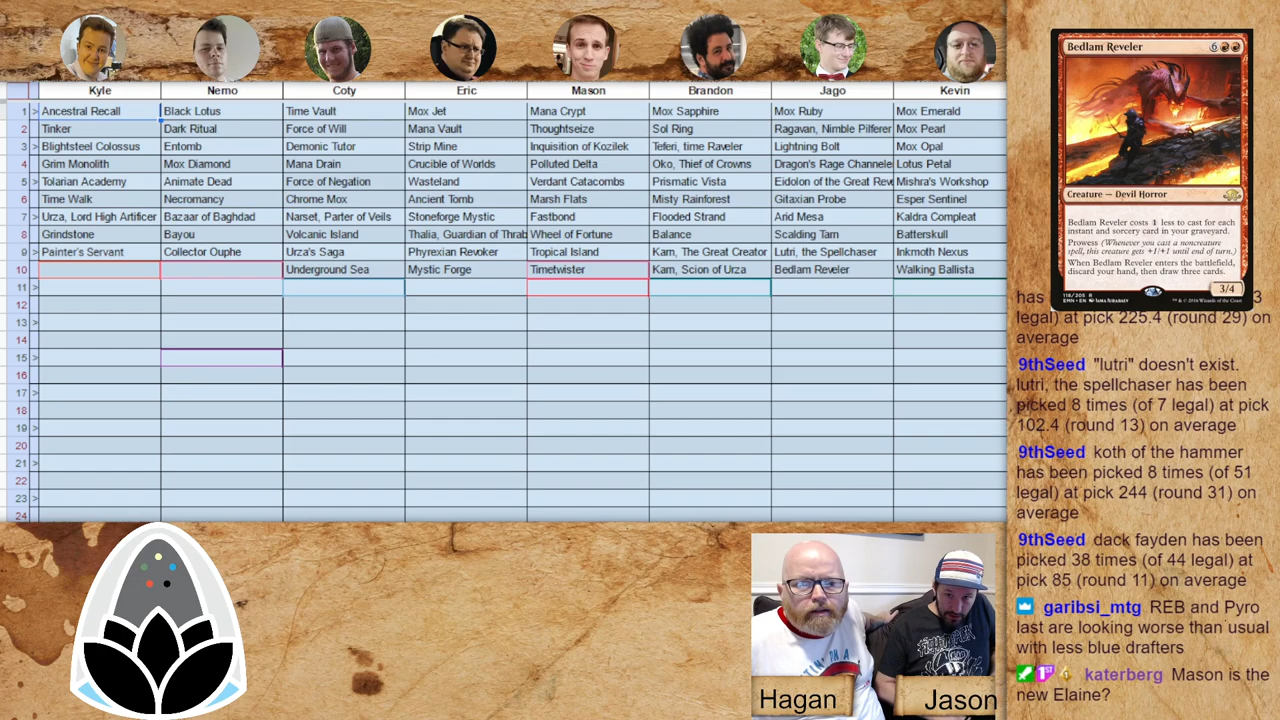 Kyle Nemo Coty Eric Mason Brandon Jago Kevin
1 > Ancestral Recall Black Lotus Time Vault Mox Jet Mana Crypt Mox Sapphire Mox Ruby Mox Emerald
2 Tinker Dark Ritual Force of Will Mana Vault Thoughtseize Sol Ring Ragavan, Nimble Pilferer Mox Pearl
3 > Blightsteel Colossus Entomb Demonic Tutor Strip Mine Inquisition of Kozilek Teferi, time Raveler Lightning Bolt Mox Opal
4 Grim Monolith Mox Diamond Mana Drain Crucible of Worlds Polluted Delta Oko, Thief of Crowns Dragon's Rage Channele Lotus Petal
5 > Tolarian Academy Animate Dead Force of Negation Wasteland Verdant Catacombs Prismatic Vista Eidolon of the Great Rev Mishra's Workshop
6 Time Walk Necromancy Chrome Mox Ancient Tomb Marsh Flats Misty Rainforest Gitaxian Probe Esper Sentinel
7 > Urza, Lord High Artificer Bazaar of Baghdad Narset, Parter of Veils Stoneforge Mystic Fastbond Flooded Strand Arid Mesa Kaldra Compleat
8 Grindstone Bayou Volcanic Island Thalia, Guardian of Thrab Wheel of Fortune Balance Scalding Tarn Batterskull
9 > Painter's Servant Collector Ouphe Urza's Saga Phyrexian Revoker Tropical Island Karn, The Great Creator Lutri, the Spellchaser Inkmoth Nexus
10 Underground Sea Mystic Forge Timetwister Karn, Scion of Urza Bedlam Reveler Walking Ballista
11 >
12
13 >
14
15 >
16
17 >
18
19 >
20
21 >
22
23 >
24
Bedlam Reveler 6
Creature — Devil Horror
Bedlam Reveler costs 1 less to cast for each
instant and sorcery card in your graveyard.
Prowess (Whenever you cast a noncreature
spell, this creature gets +1/+1 until end of turn.)
When Bedlam Reveler enters the battlefield,
discard your hand, then draw three cards.
3/4
has 3
legal) at pick 225.4 (round 29) on
average
9thSeed "lutri" doesn't exist.
lutri, the spellchaser has been
picked 8 times (of 7 legal) at pick
102.4 (round 13) on average
9thSeed koth of the hammer
has been picked 8 times (of 51
legal) at pick 244 (round 31) on
average
9thSeed dack fayden has been
picked 38 times (of 44 legal) at
pick 85 (round 11) on average
garibsi_mtg REB and Pyro
last are looking worse than usual
with less blue drafters
katerberg Mason is the
new Elaine?
Hagan Jason